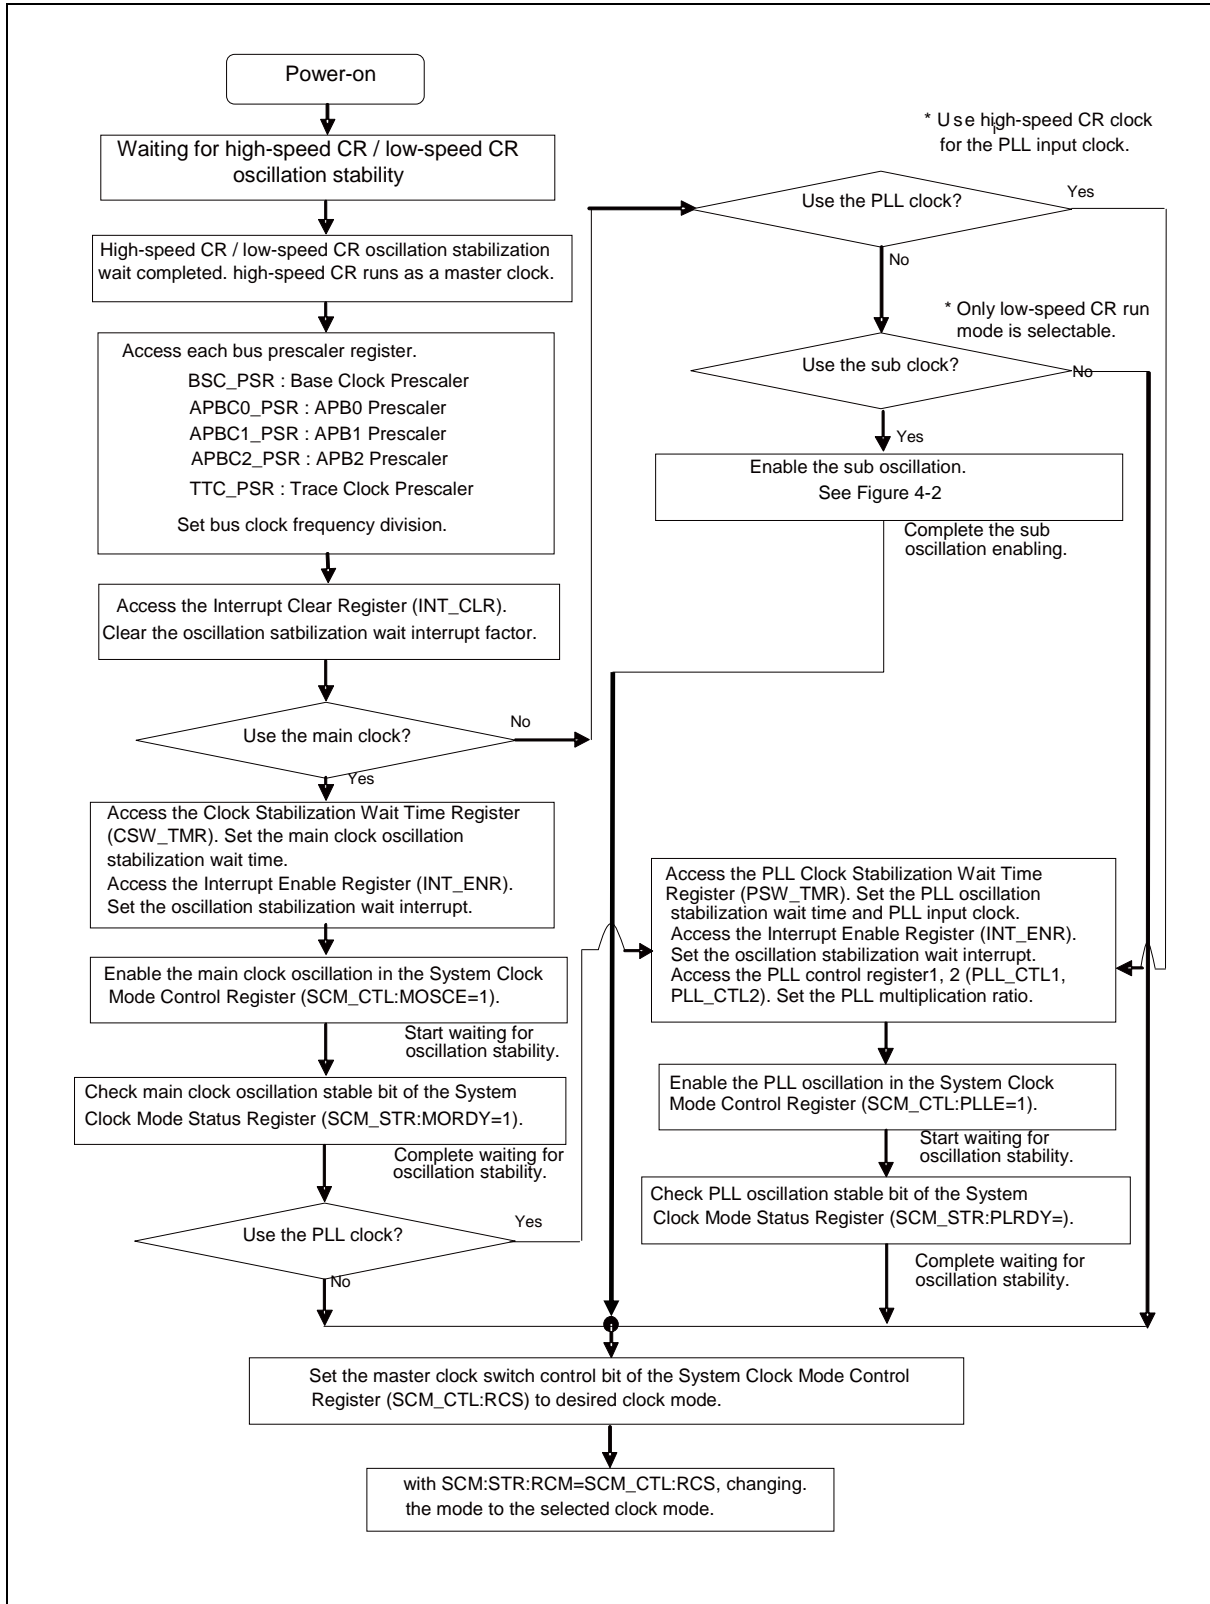 Power-on
Waiting for high-speed CR / low-speed CR
oscillation stability
High-speed CR / low-speed CR oscillation stabilization
wait completed. high-speed CR runs as a master clock.
Access each bus prescaler register.
BSC_PSR : Base Clock Prescaler
APBC0_PSR : APB0 Prescaler
APBC1_PSR : APB1 Prescaler
APBC2_PSR : APB2 Prescaler
TTC_PSR : Trace Clock Prescaler
Set bus clock frequency division.
Access the Interrupt Clear Register (INT_CLR).
Clear the oscillation satbilization wait interrupt factor.
Use the main clock?
No
Yes
Access the Clock Stabilization Wait Time Register
(CSW_TMR). Set the main clock oscillation
stabilization wait time.
Access the Interrupt Enable Register (INT_ENR).
Set the oscillation stabilization wait interrupt.
Enable the main clock oscillation in the System Clock
Mode Control Register (SCM_CTL:MOSCE=1).
Start waiting for
oscillation stability.
Check main clock oscillation stable bit of the System
Clock Mode Status Register (SCM_STR:MORDY=1).
Complete waiting for
oscillation stability.
Use the PLL clock?
Yes
No
* Use high-speed CR clock
for the PLL input clock.
Use the PLL clock?
Yes
No
* Only low-speed CR run
mode is selectable.
Use the sub clock?
No
Yes
Enable the sub oscillation.
See Figure 4-2
Complete the sub
oscillation enabling.
Access the PLL Clock Stabilization Wait Time
Register (PSW_TMR). Set the PLL oscillation
stabilization wait time and PLL input clock.
Access the Interrupt Enable Register (INT_ENR).
Set the oscillation stabilization wait interrupt.
Access the PLL control register1, 2 (PLL_CTL1,
PLL_CTL2). Set the PLL multiplication ratio.
Enable the PLL oscillation in the System Clock
Mode Control Register (SCM_CTL:PLLE=1).
Start waiting for
oscillation stability.
Check PLL oscillation stable bit of the System
Clock Mode Status Register (SCM_STR:PLRDY=).
Complete waiting for
oscillation stability.
Set the master clock switch control bit of the System Clock Mode Control
Register (SCM_CTL:RCS) to desired clock mode.
with SCM:STR:RCM=SCM_CTL:RCS, changing.
the mode to the selected clock mode.